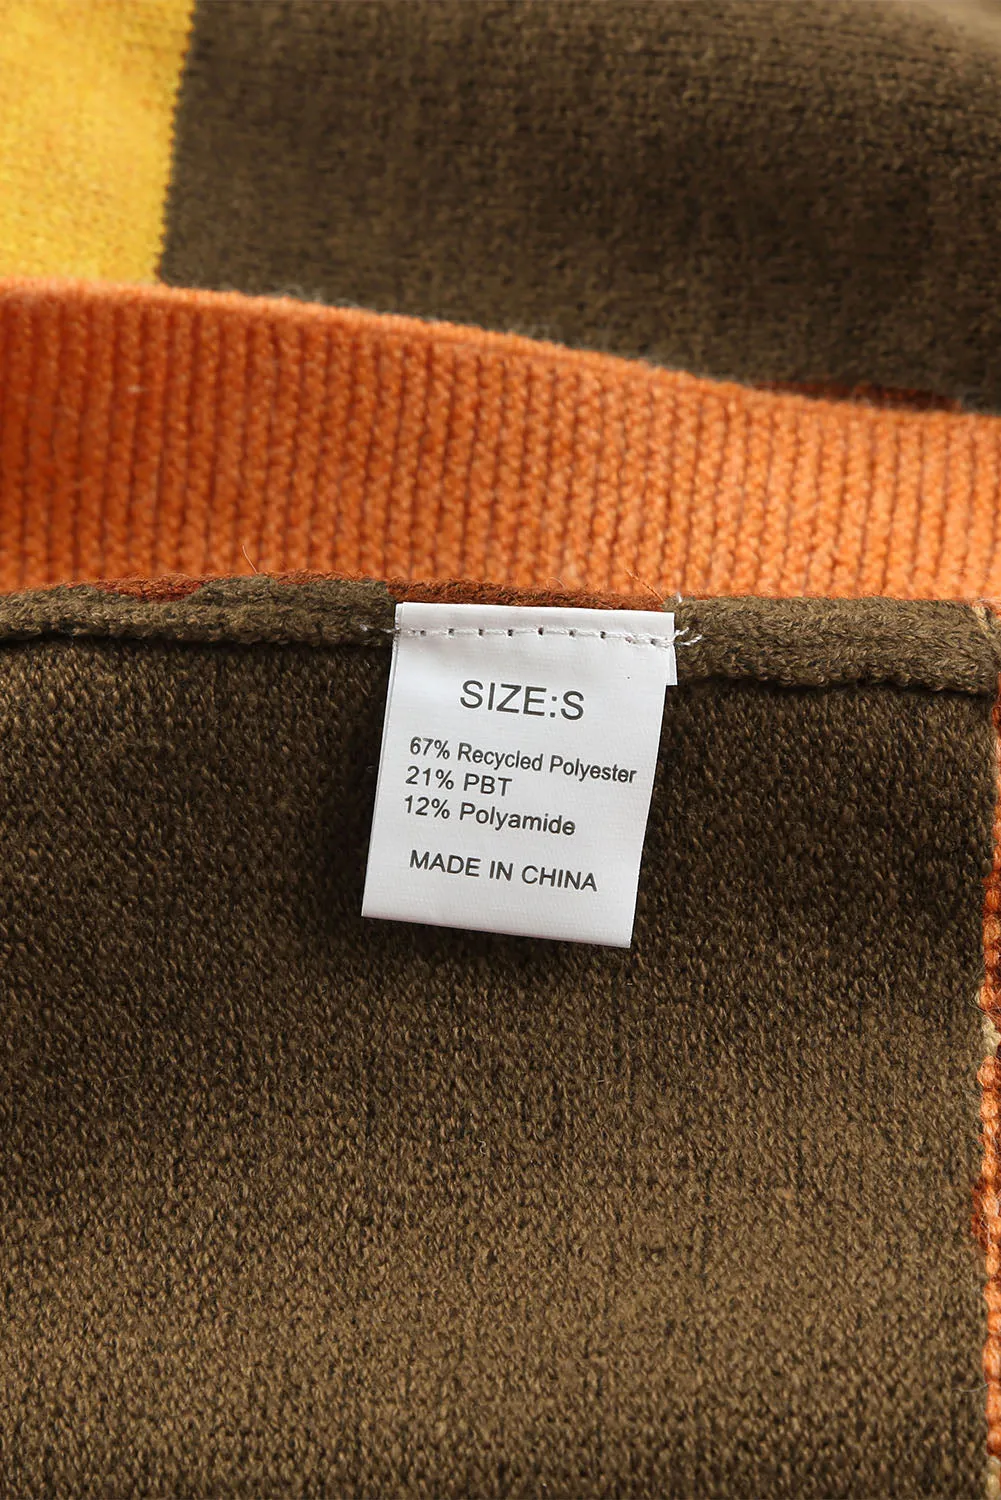 SIZE:S
67% Recycled Polyester
21% PBT
12% Polyamide
MADE IN CHINA